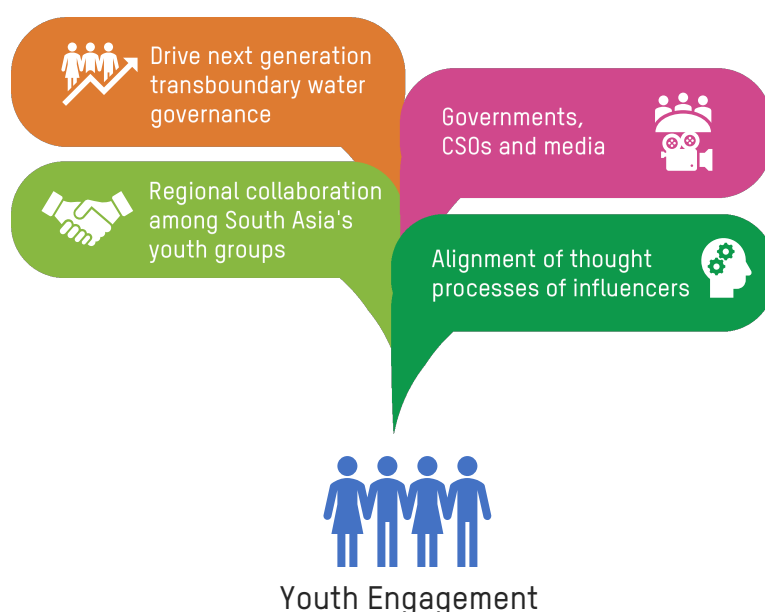 Drive next generation
transboundary water
governance
Governments,
CSOs and media
Regional collaboration
among South Asia's
youth groups
Alignment of thought
processes of influencers
Youth Engagement